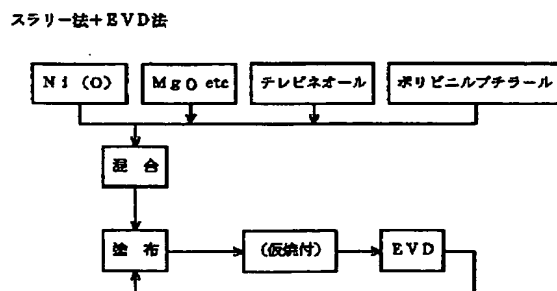 スラリー法+EVD法
Ni (O)
MgO etc
テレピネオール
ポリビニルブチラール
混 合
塗 布
(仮焼付)
EVD